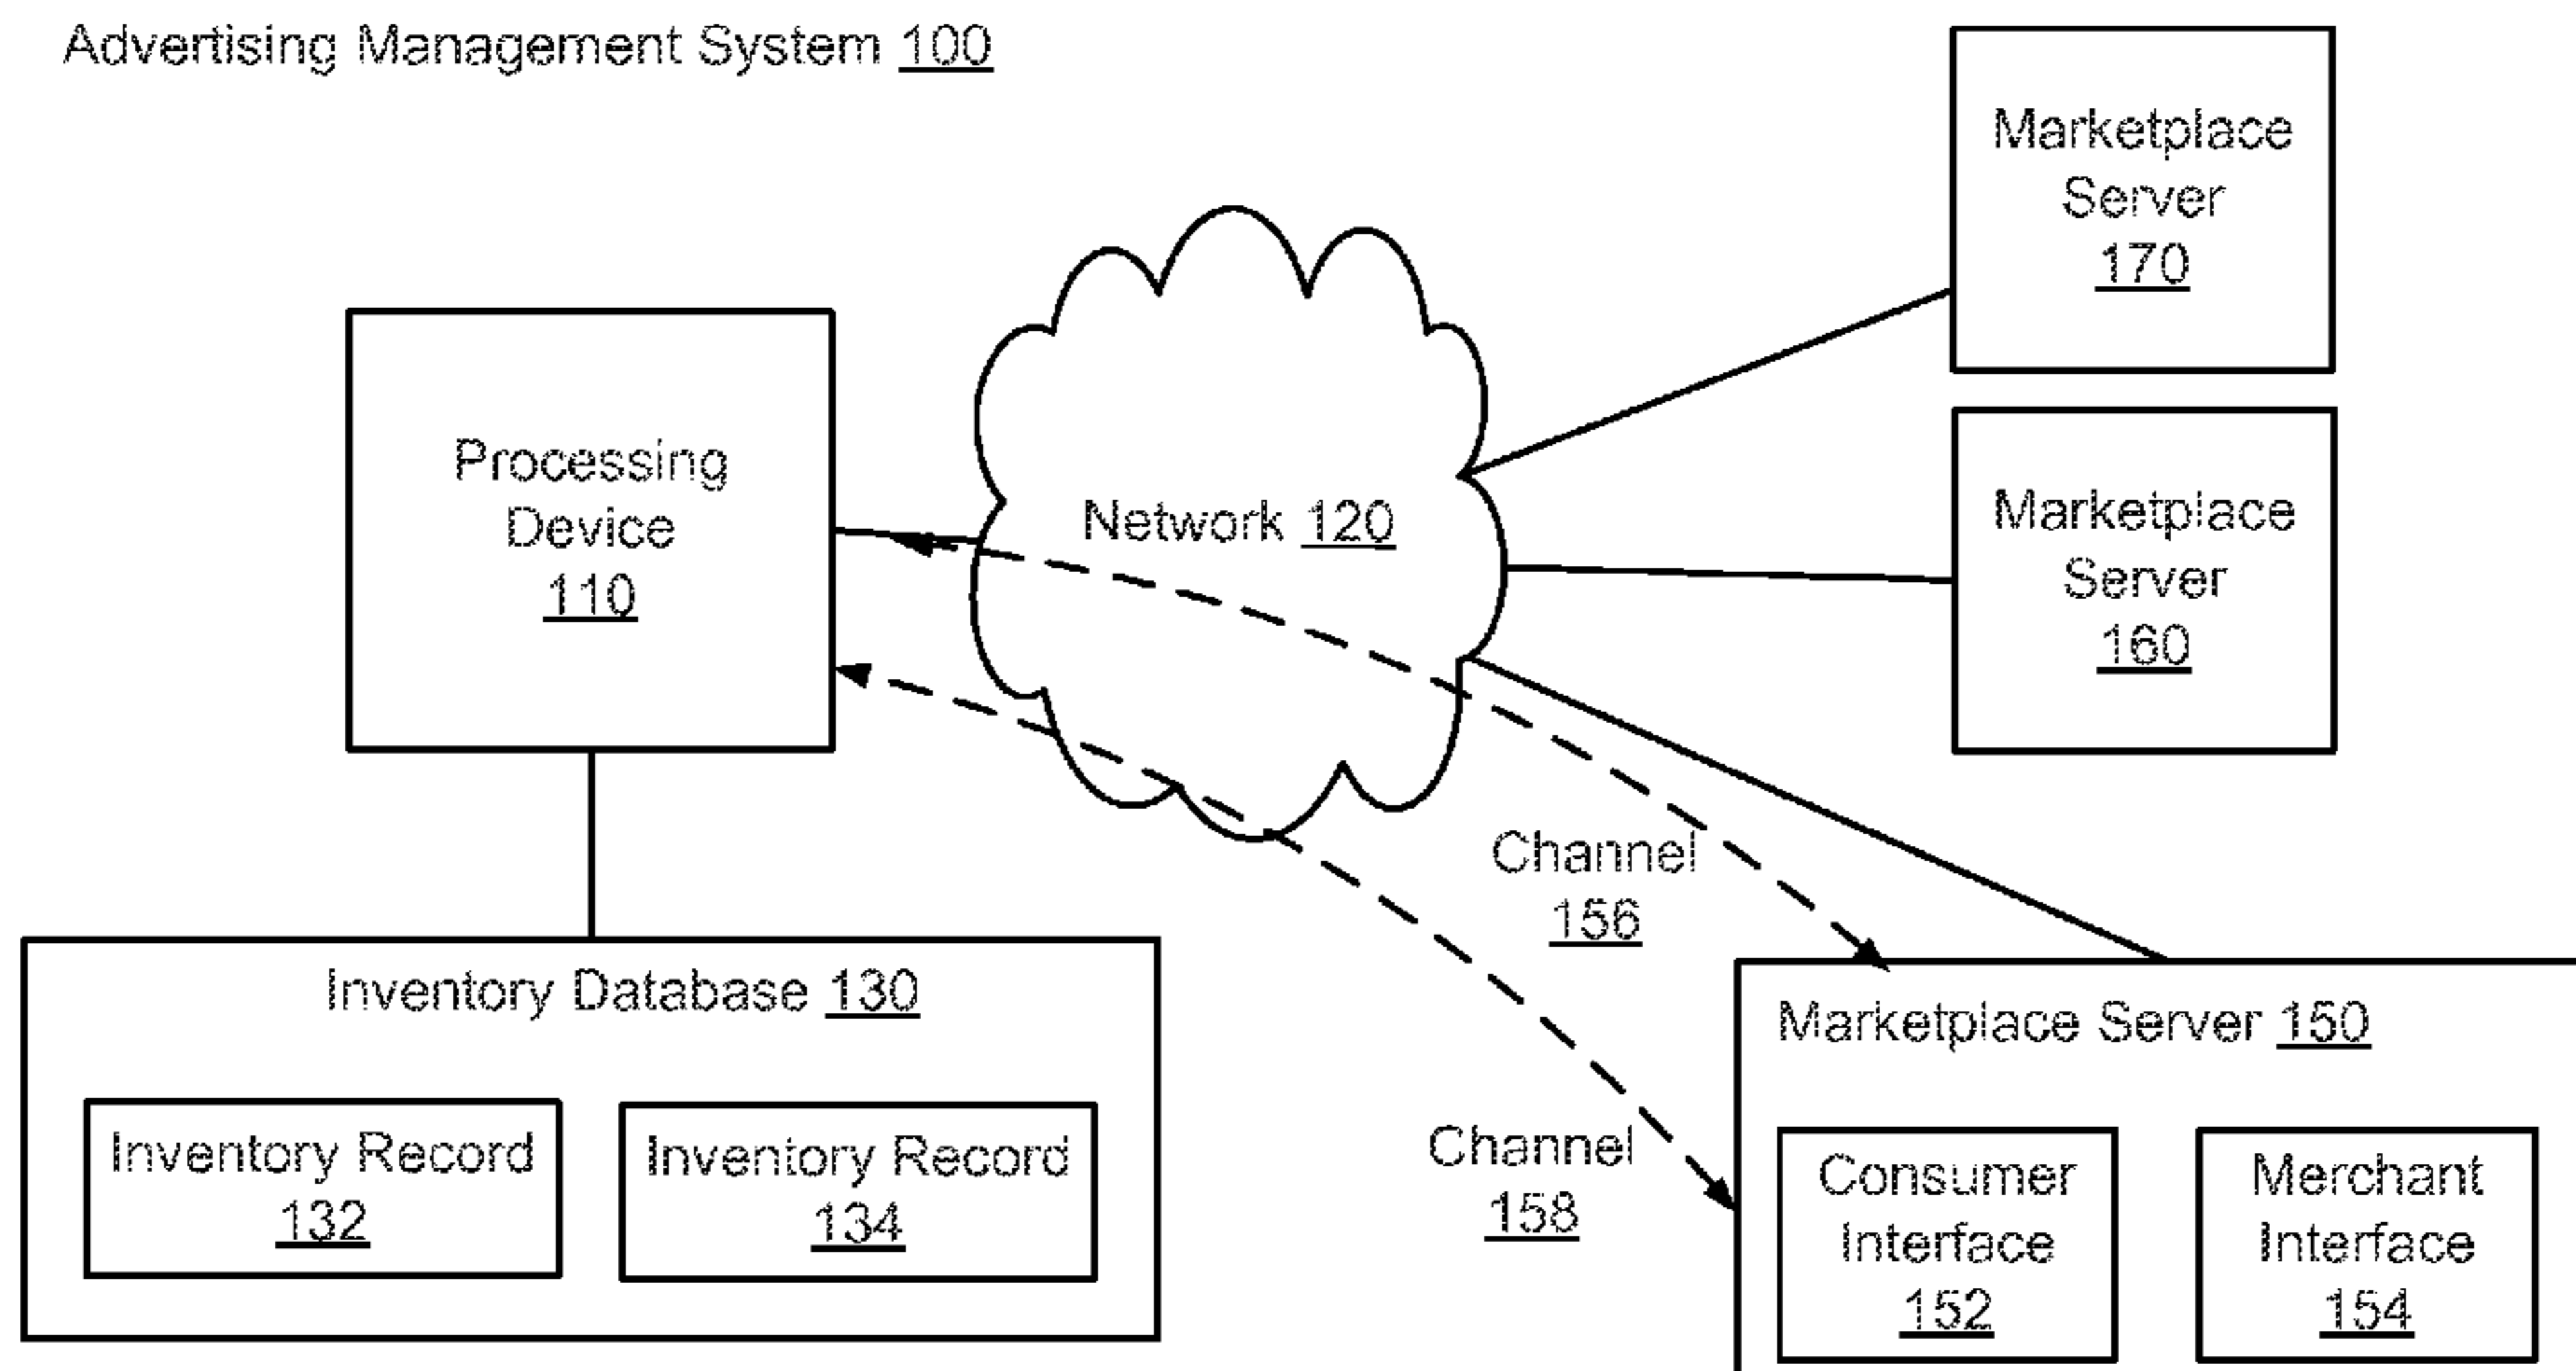 Advertising Management System 100
Marketplace
Server
170
Processing
Device
110
Network 120
Marketplace
Server
160
Channel
156
Inventory Database 130
Inventory Record
132
Inventory Record
134
Channel
158
Marketplace Server 150
Consumer
Interface
152
Merchant
Interface
154